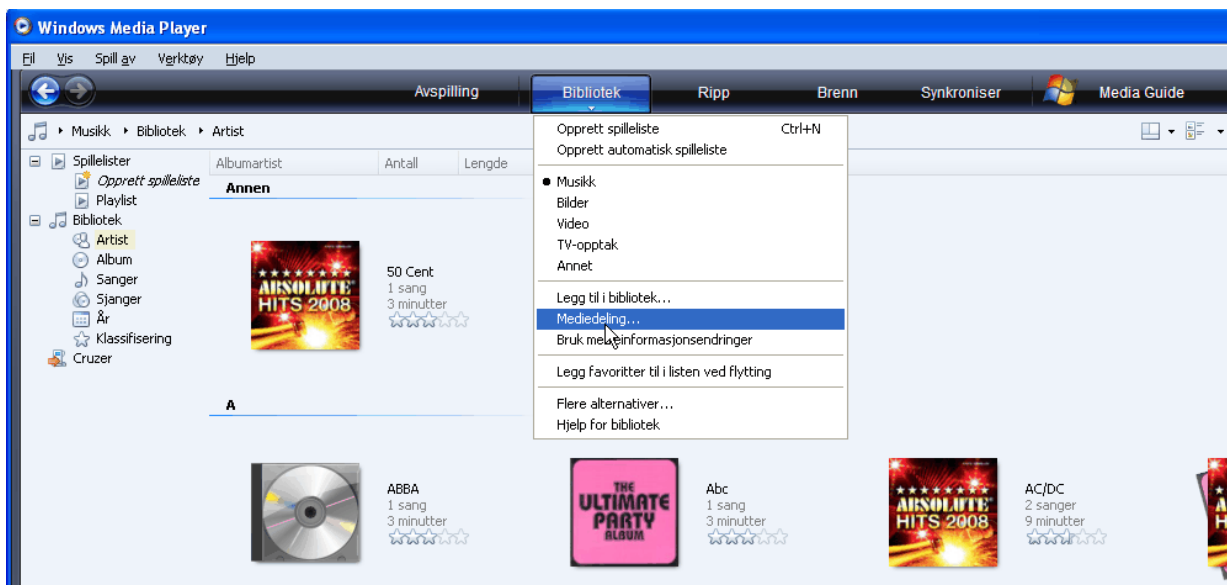 Windows Media Player
Fil Vis Spill av Verktøy Hjelp
Avspilling Bibliotek Ripp Brenn Synkroniser Media Guide
Musikk Bibliotek Artist
Opprett spilleliste Ctrl+N
Opprett automatisk spilleliste
Musikk
Bilder
Video
TV-opptak
Annet
Legg til i bibliotek...
Mediedeling...
Bruk medieinformasjonsendringer
Legg favoritter til i listen ved flytting
Flere alternativer...
Hjelp for bibliotek
Spillelister
Opprett spilleliste
Playlist
Bibliotek
Artist
Album
Sanger
Sjanger
År
Klassifisering
Cruzer
Albumartist Antall Lengde
Annen
ABSOLUTE
HITS 2008
50 Cent
1 sang
3 minutter
A
ABBA
1 sang
3 minutter
THE
ULTIMATE
PARTY
ALBUM
Abc
1 sang
3 minutter
ABSOLUTE
HITS 2008
AC/DC
2 sanger
9 minutter